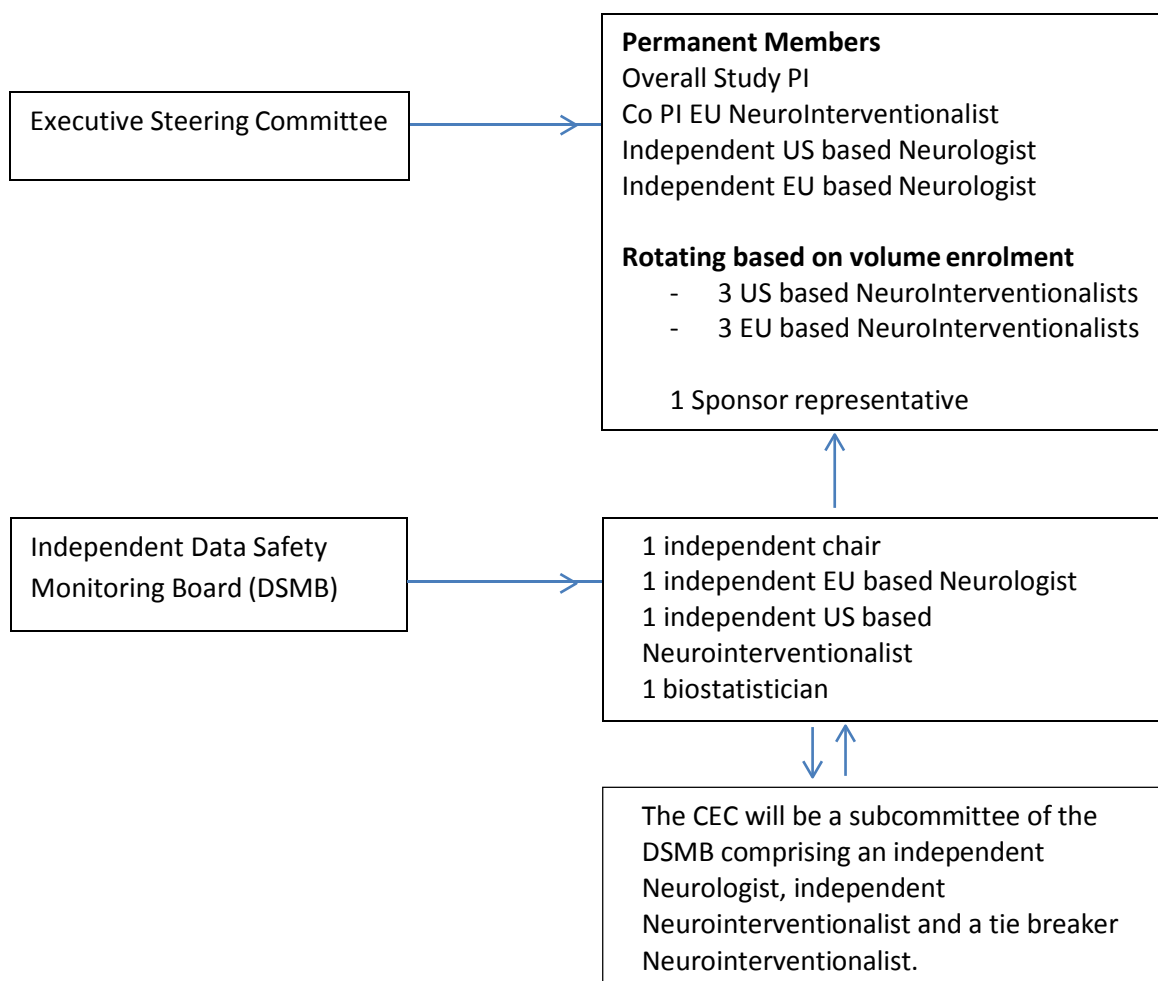 Permanent Members
Overall Study PI
Executive Steering Committee
Co PI EU NeuroInterventionalist
Independent US based Neurologist
Independent EU based Neurologist
Rotating based on volume enrolment
- 3 US based NeuroInterventionalists
- 3 EU based NeuroInterventionalists
1 Sponsor representative
Independent Data Safety
Monitoring Board (DSMB)
1 independent chair
1 independent EU based Neurologist
1 independent US based
Neurointerventionalist
1 biostatistician
The CEC will be a subcommittee of the
DSMB comprising an independent
Neurologist, independent
Neurointerventionalist and a tie breaker
Neurointerventionalist.